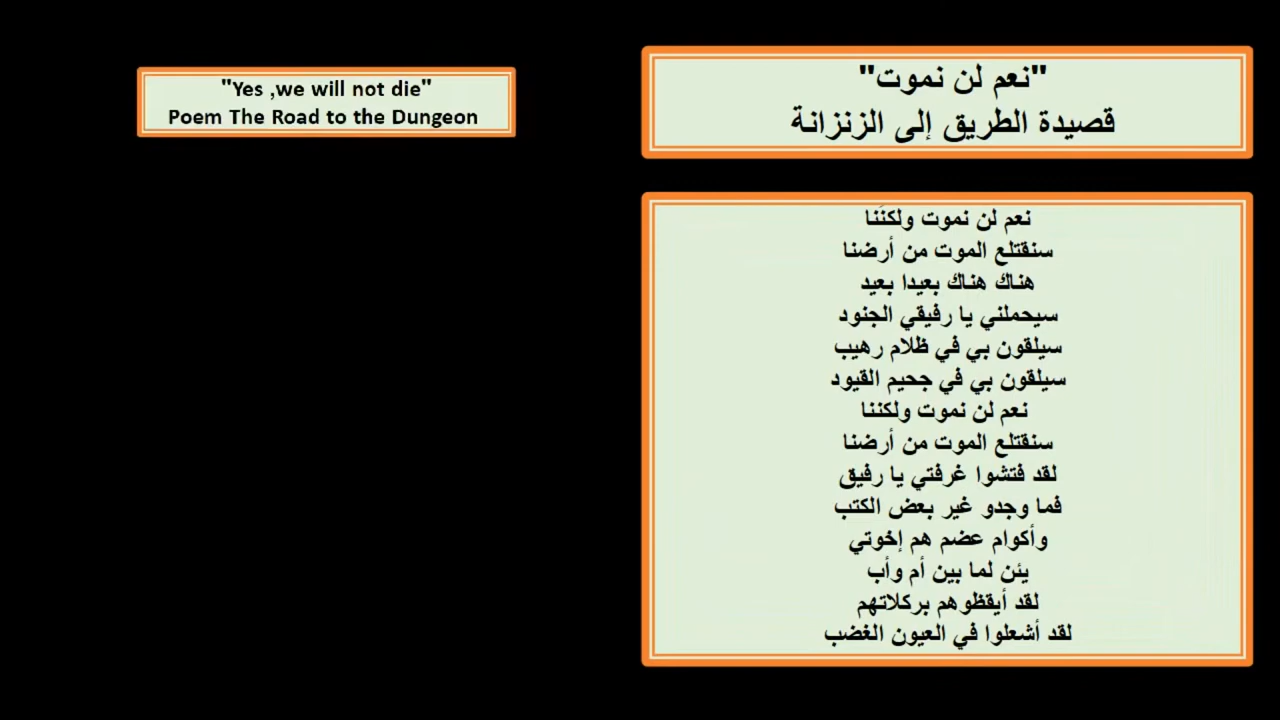 "Yes ,we will not die"
Poem The Road to the Dungeon
"نعم لن نموت"
قصيدة الطريق إلى الزنزانة
نعم لن نموت ولكنَنا
سنقتلع الموت من أرضنا
هناك هناك بعيدا بعيد
سيحملني يا رفيقي الجنود
سيلقون بي في ظلام رهيب
سيلقون بي في جحيم القيود
نعم لن نموت ولكننا
سنقتلع الموت من أرضنا
لقد فتشوا غرفتي يا رفيق
فما وجدو غير بعض الكتب
وأكوام عضم هم إخوتي
يئن لما بين أم وأب
لقد أيقظوهم بركلاتهم
لقد أشعلوا في العيون الغضب